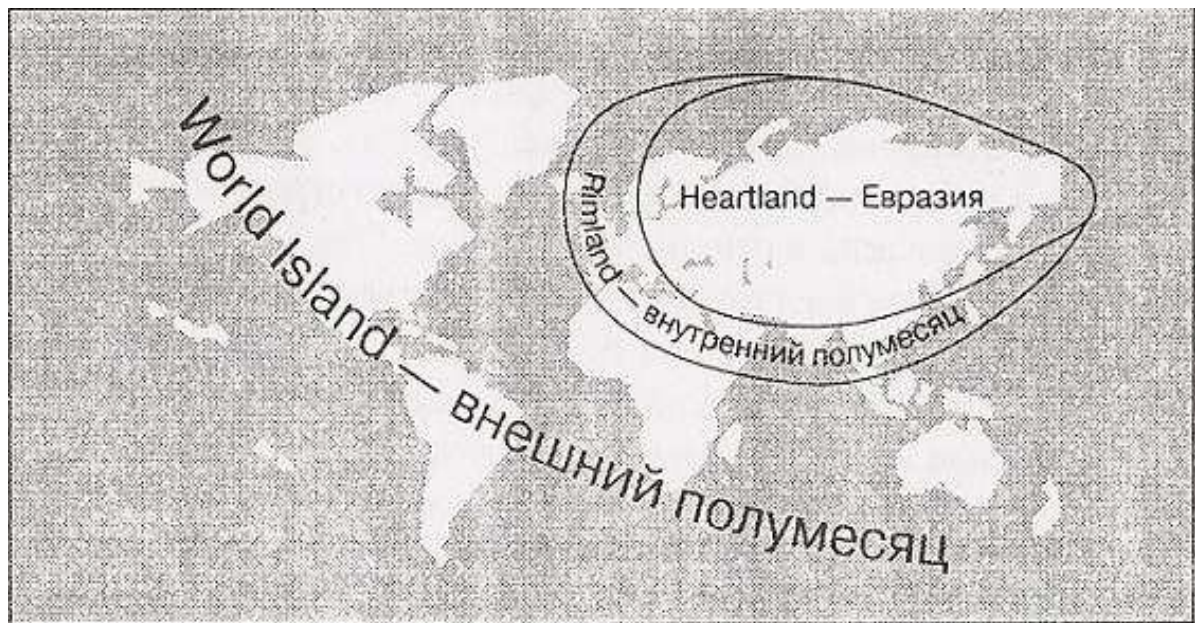 World Island — внешний полумесяц
Rimland — внутренний полумесяц
Heartland — Евразия